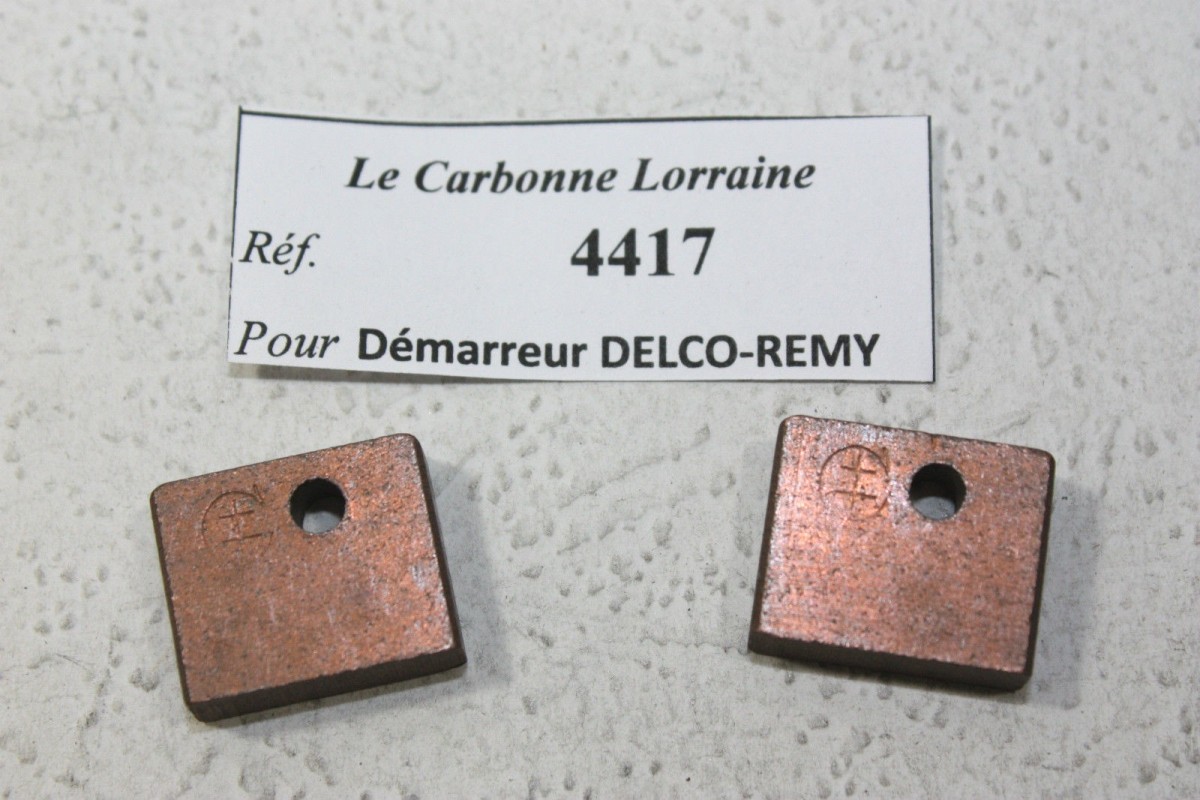 Le Carbonne Lorraine
Réf. 4417
Pour Démarreur DELCO-REMY